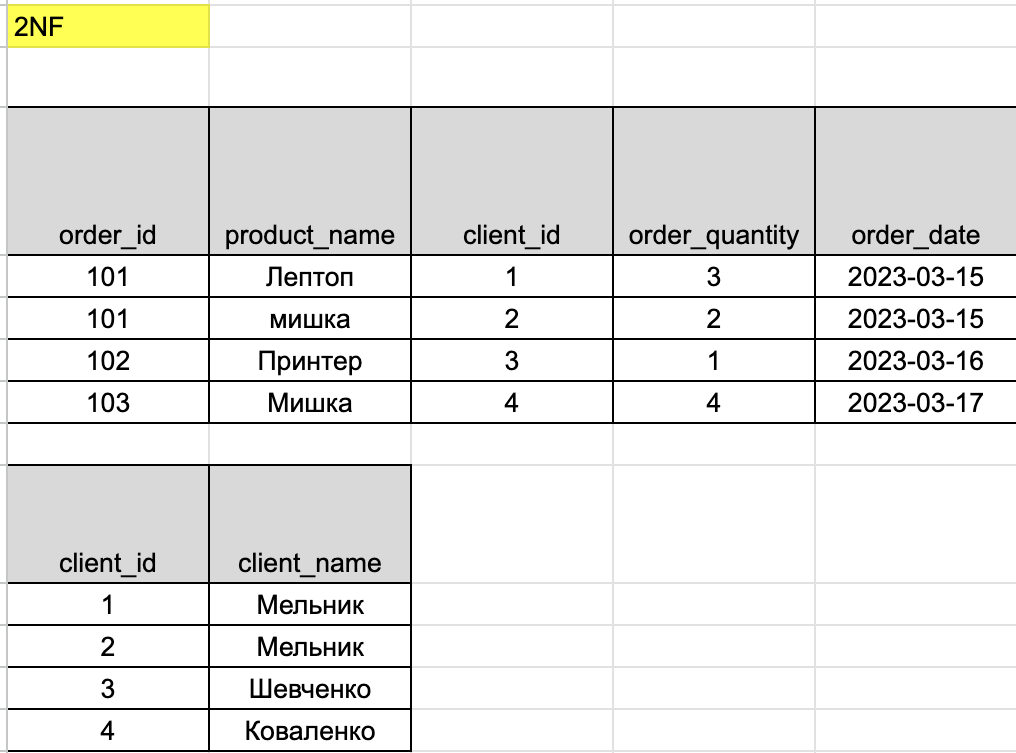 2NF
order_id product_name client_id order_quantity order_date
101 Лептоп 1 3 2023-03-15
101 мишка 2 2 2023-03-15
102 Принтер 3 1 2023-03-16
103 Мишка 4 4 2023-03-17
client_id client_name
1 Мельник
2 Мельник
3 Шевченко
4 Коваленко